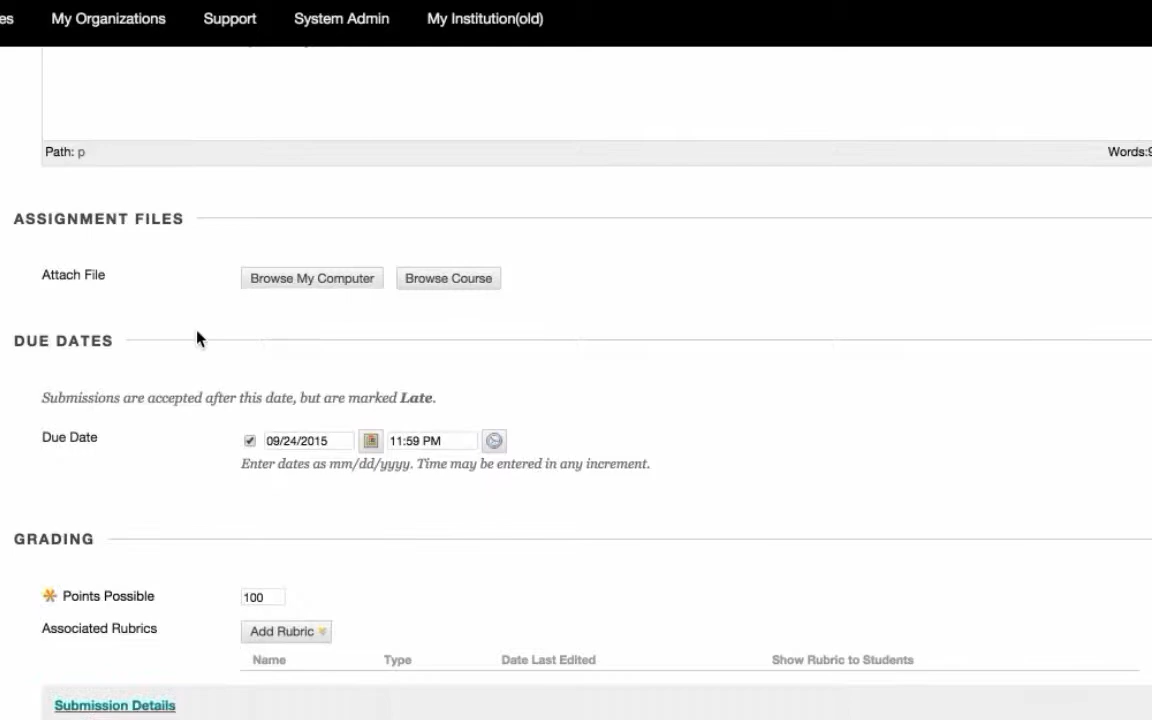 es My Organizations Support System Admin My Institution(old)
Path: p Words:9
ASSIGNMENT FILES
Attach File Browse My Computer Browse Course
DUE DATES
Submissions are accepted after this date, but are marked Late.
Due Date 09/24/2015 11:59 PM
Enter dates as mm/dd/yyyy. Time may be entered in any increment.
GRADING
Points Possible 100
Associated Rubrics Add Rubric
Name Type Date Last Edited Show Rubric to Students
Submission Details